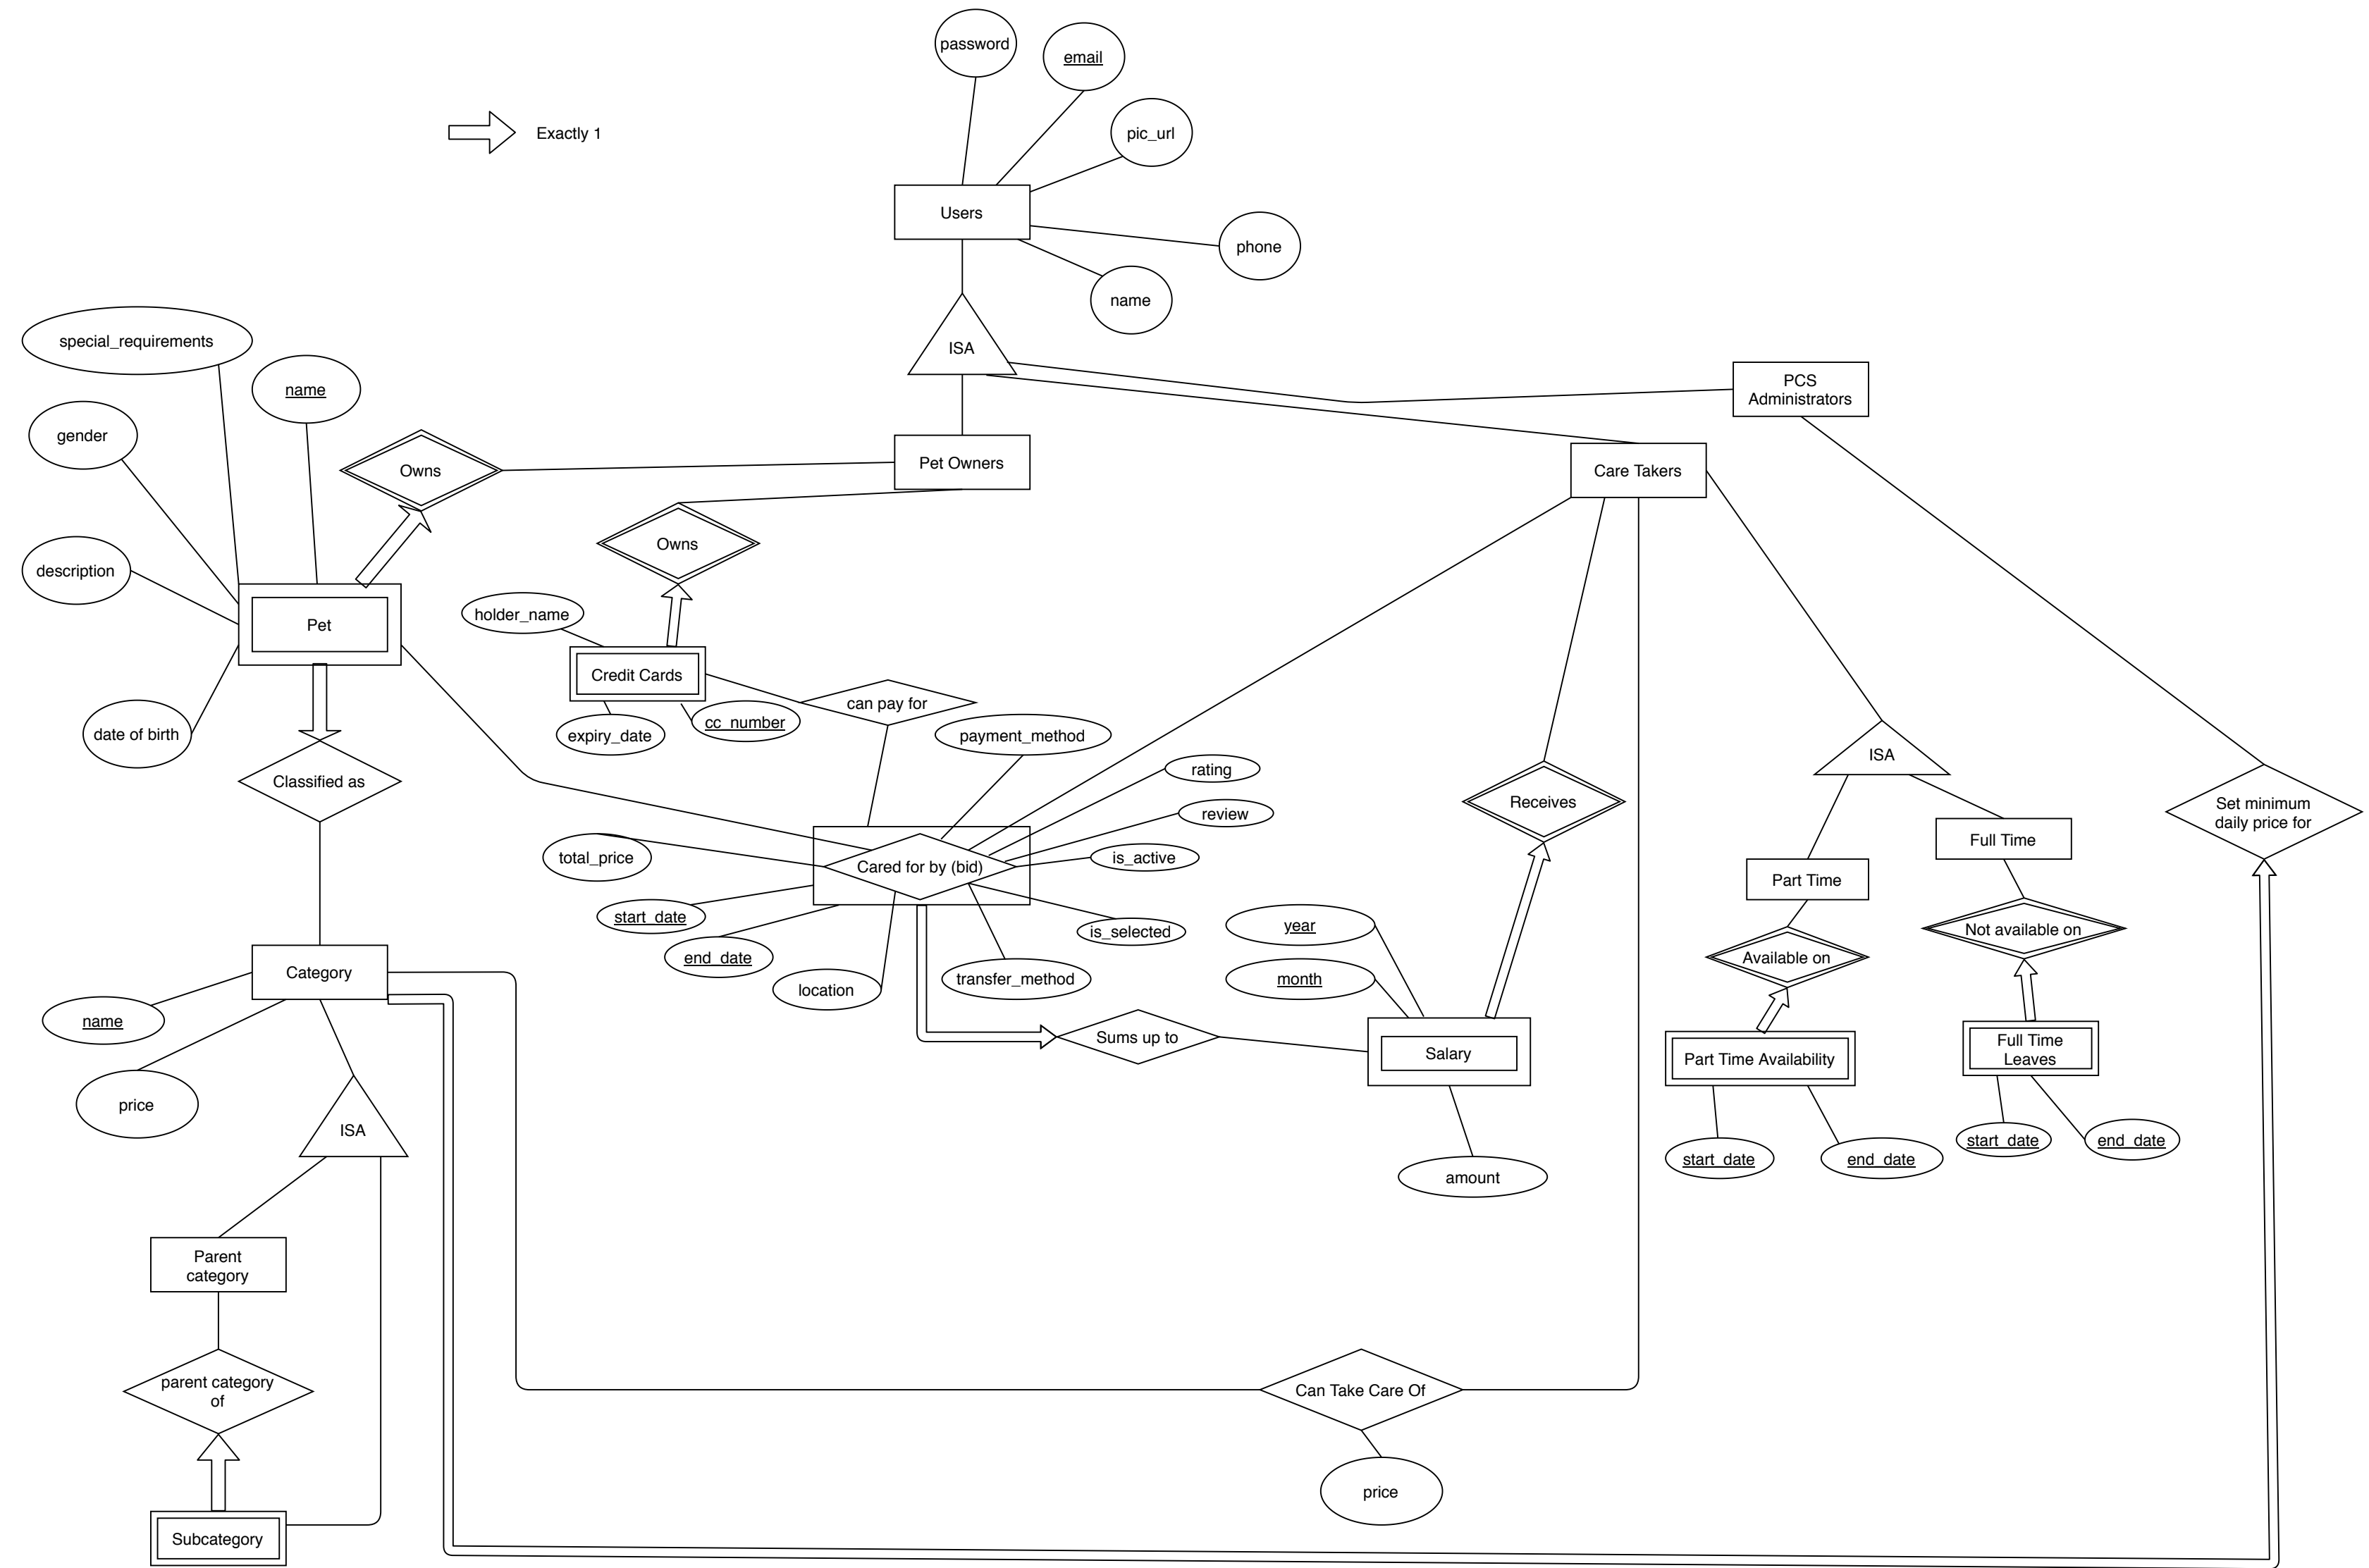 password
email
pic_url
Exactly 1
Users
phone
name
special_requirements
ISA
name
PCS
Administrators
gender
Owns
Pet Owners
Care Takers
Owns
description
holder_name
Pet
Credit Cards
can pay for
cc_number
date of birth
expiry_date
payment_method
ISA
rating
Classified as
Receives
Set minimum
daily price for
review
Full Time
total_price
Cared for by (bid)
is_active
Part Time
start_date
is_selected
year
Not available on
end_date
Available on
Category
location
transfer_method
month
name
Sums up to
Salary
Part Time Availability
Full Time
Leaves
price
ISA
start_date
end_date
start_date
end_date
amount
Parent
category
parent category
of
Can Take Care Of
price
Subcategory